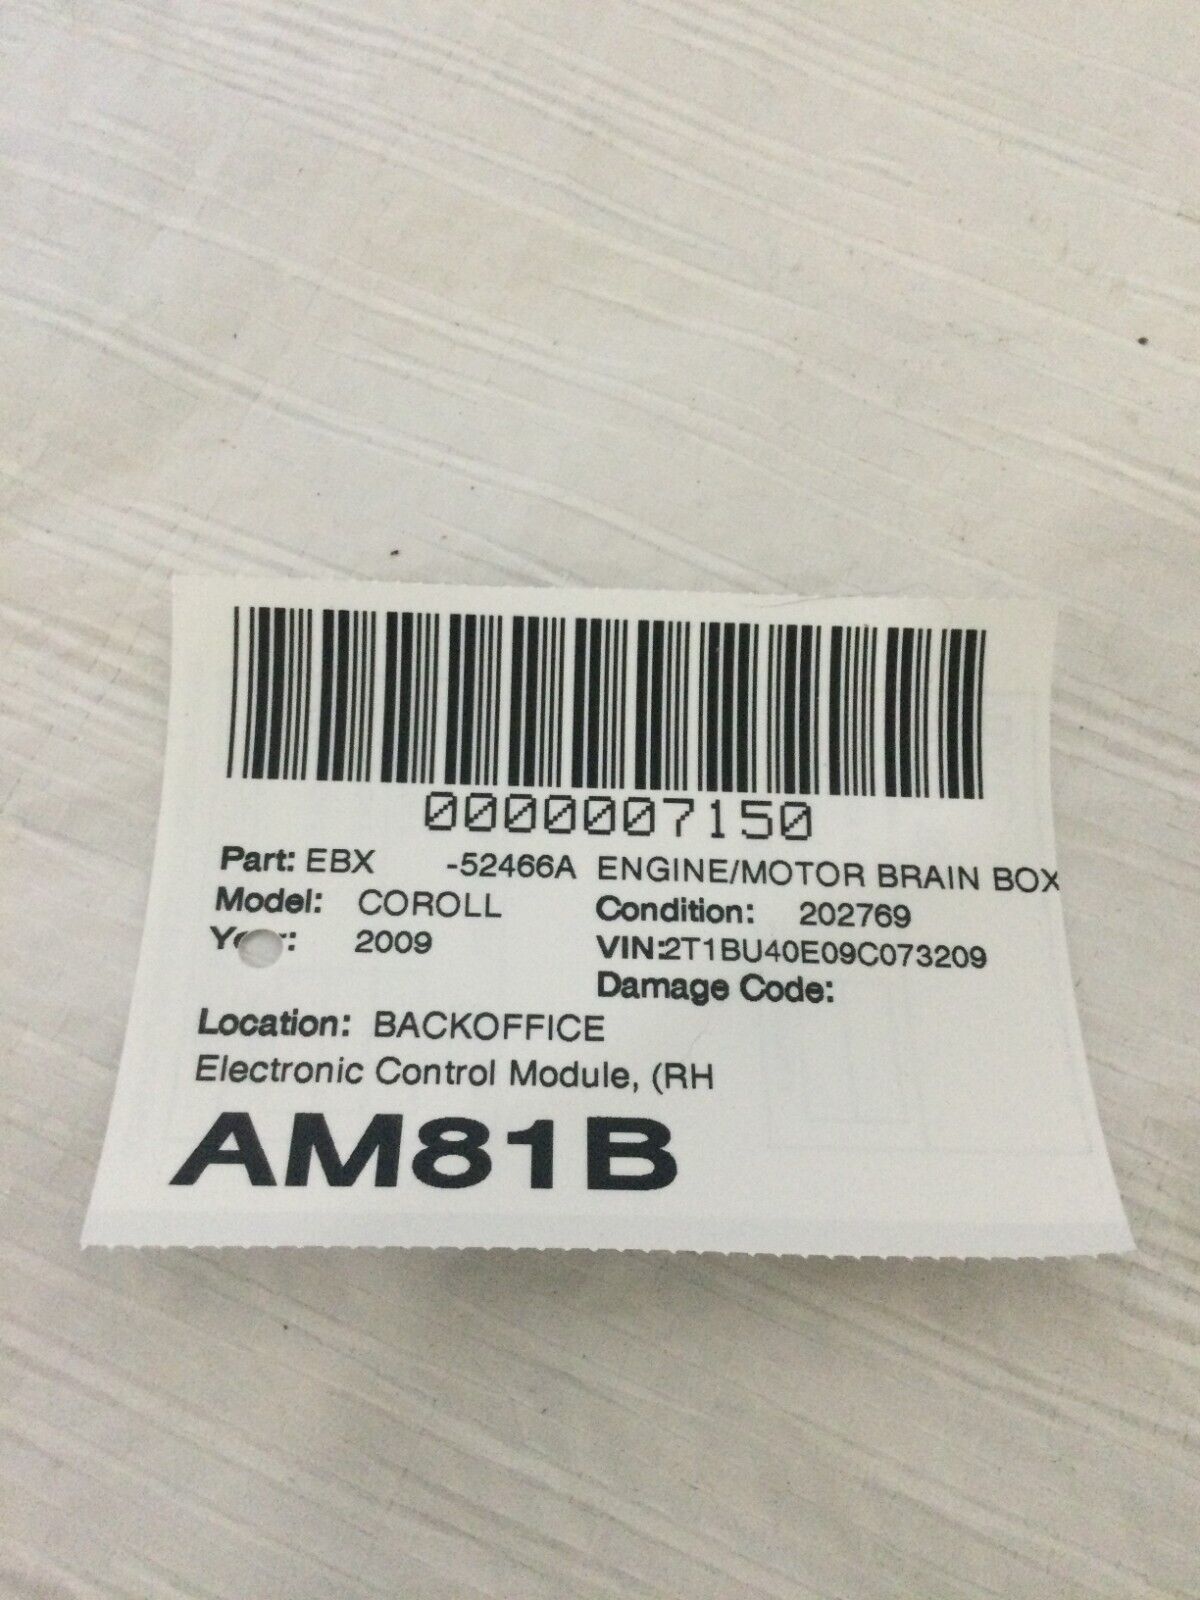 0000007150
Part: EBX -52466A ENGINE/MOTOR BRAIN BOX
Model: COROLL Condition: 202769
2009 VIN:2T1BU40E09C073209
Damage Code:
Location: BACKOFFICE
Electronic Control Module, (RH
AM81B